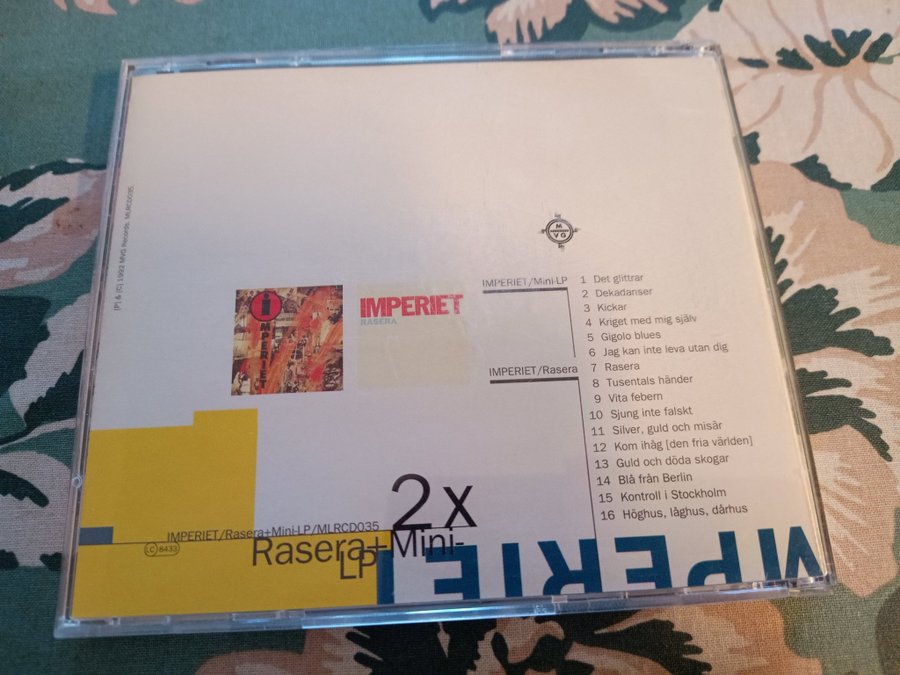 (P) & (C) 1992 MVG Records. MLRCD035
M
VG
IMPERIET
IMPERIET
RASERA
IMPERIET/Mini-LP
1 Det glittrar
2 Dekadanser
3 Kickar
4 Kriget med mig själv
5 Gigolo blues
6 Jag kan inte leva utan dig
IMPERIET/Rasera
7 Rasera
8 Tusentals händer
9 Vita febern
10 Sjung inte falskt
11 Silver, guld och misär
12 Kom ihåg [den fria världen]
13 Guld och döda skogar
14 Blå från Berlin
15 Kontroll i Stockholm
16 Höghus, låghus, dårhus
2 x
IMPERIET/Rasera+Mini-LP/MLRCD035
LC 8433
Rasera+Mini-
LP
IMPERIET